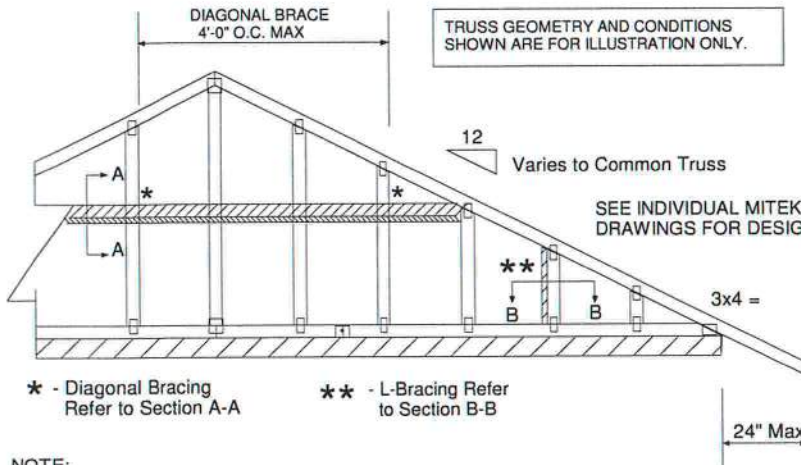 DIAGONAL BRACE
4'-0" O.C. MAX
TRUSS GEOMETRY AND CONDITIONS
SHOWN ARE FOR ILLUSTRATION ONLY.
12
Varies to Common Truss
A
*
*
A
SEE INDIVIDUAL MITEK
DRAWINGS FOR DESIG
**
B
B
3x4 =
* - Diagonal Bracing
Refer to Section A-A
** - L-Bracing Refer
to Section B-B
24" Max
NOTE: